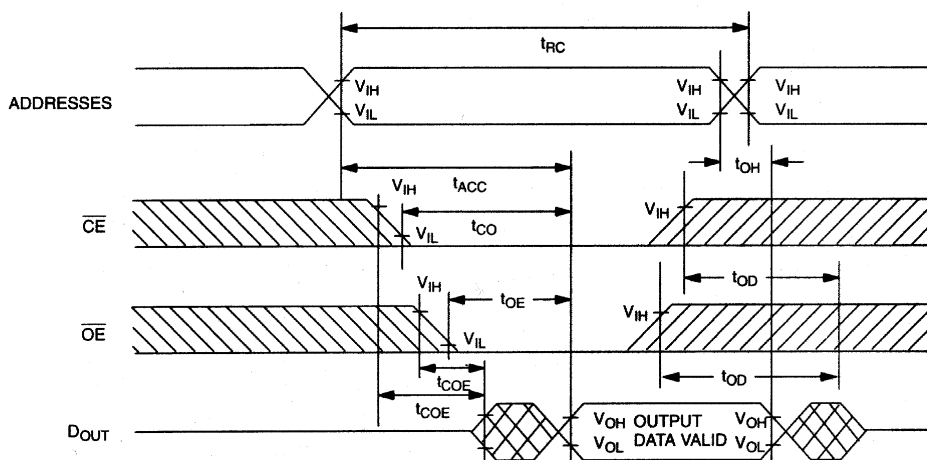 tRC
ADDRESSES
VIH VIH VIH
VIL VIL VIL
tOH
tACC
CE VIH VIH
tCO
VIL
tOD
OE VIH VIH
tOE
VIL
tCOE tOD
tCOE
DOUT
VOH OUTPUT VOH
VOL DATA VALID VOL